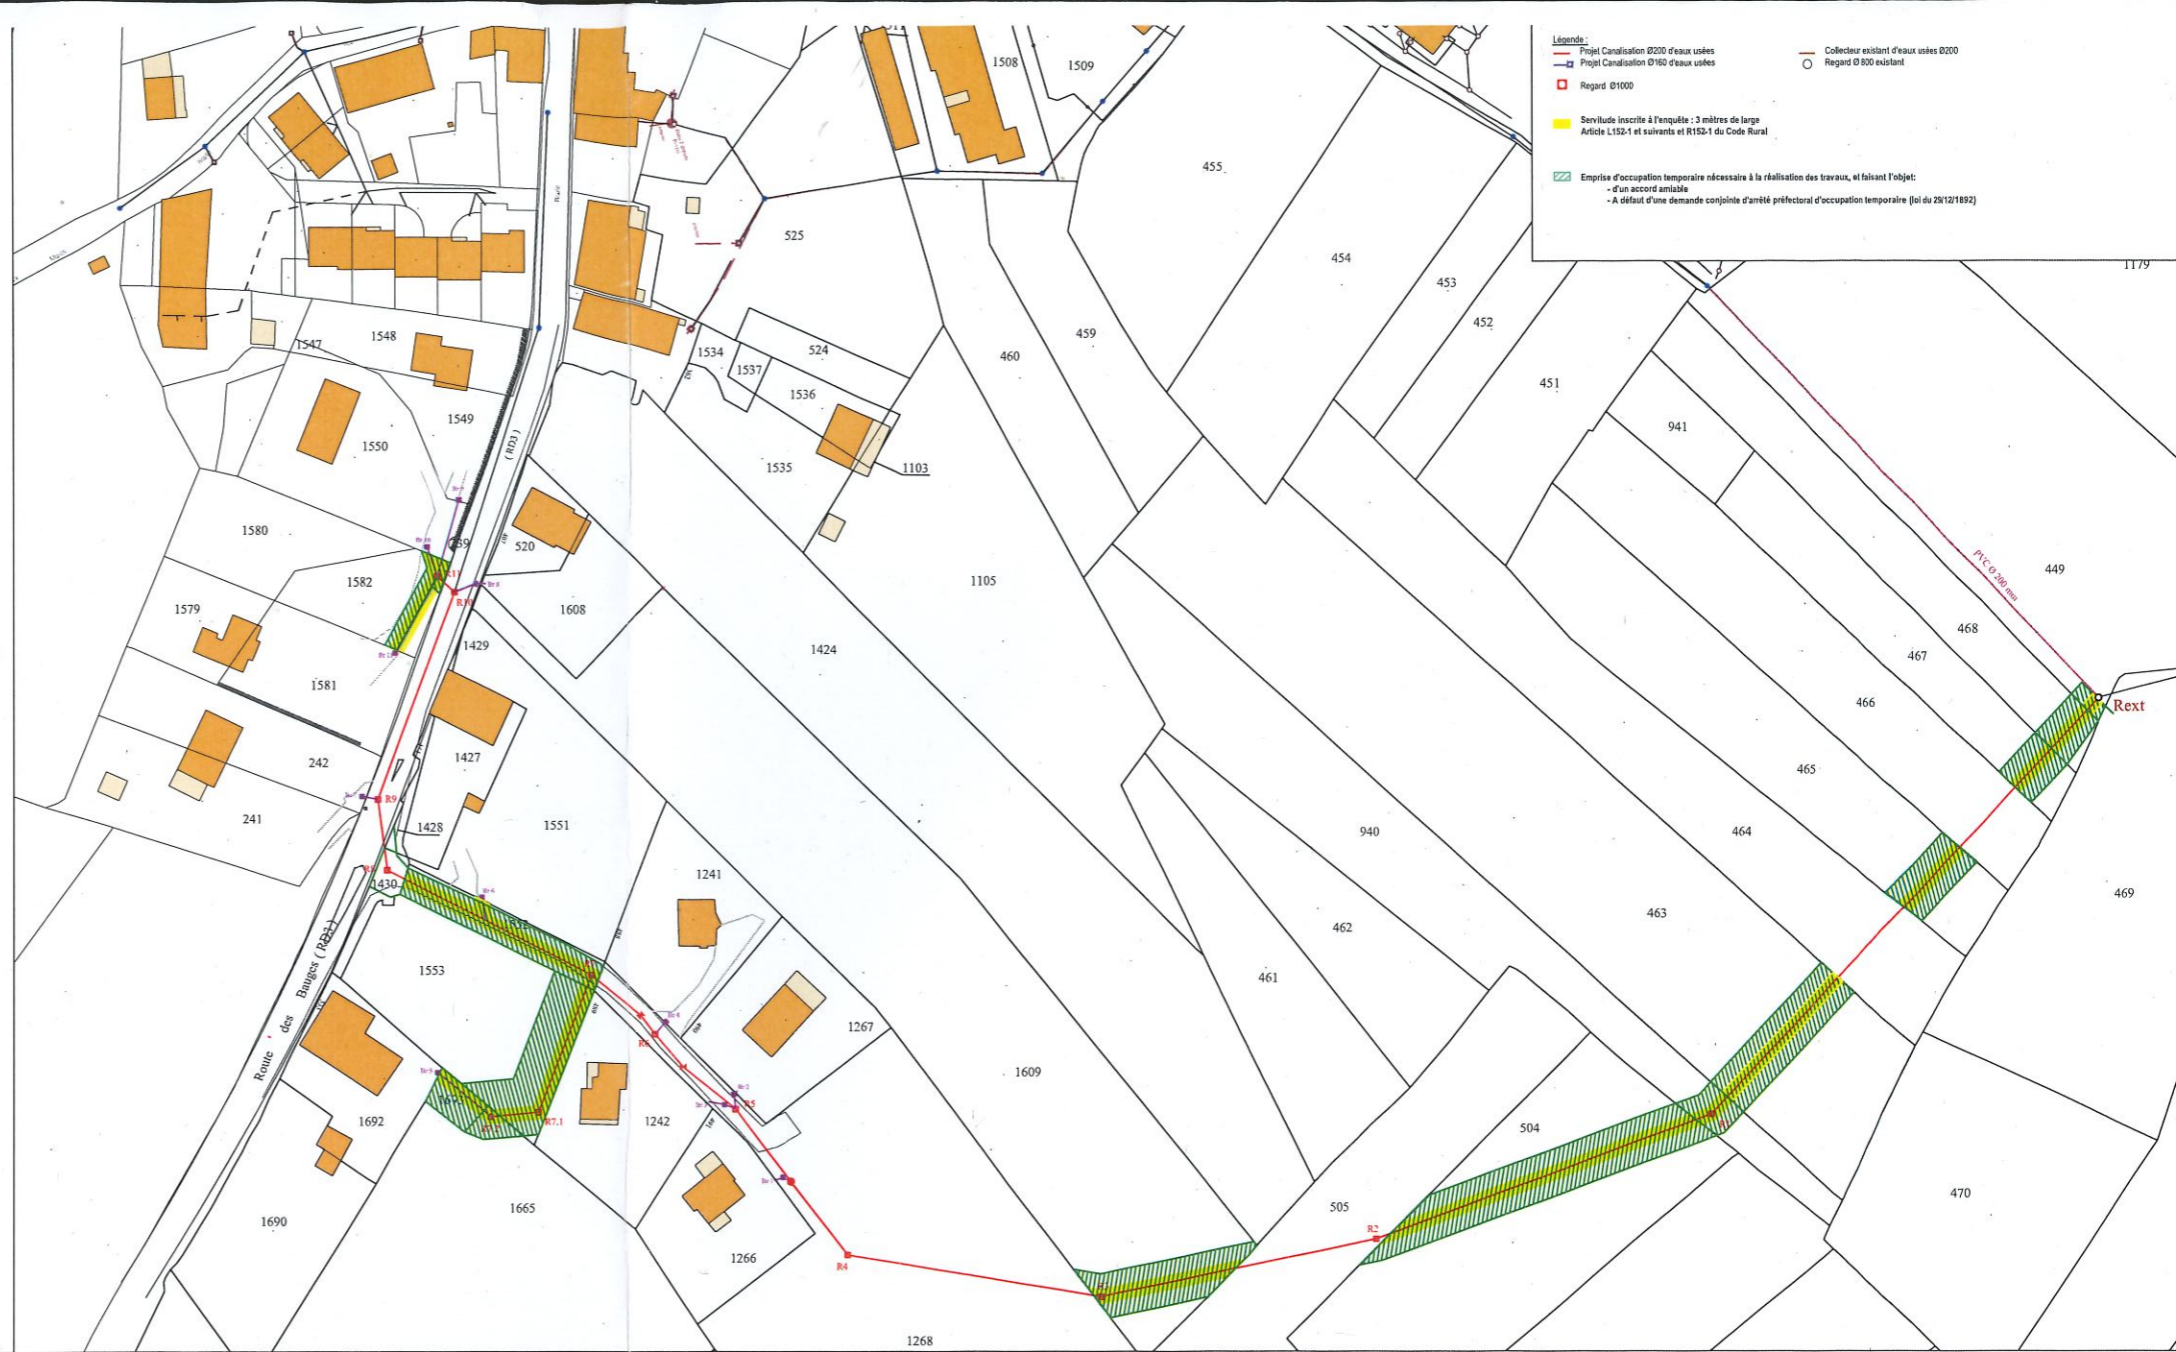 Légende :
Projet Canalisation Ø200 d'eaux usées
Projet Canalisation Ø160 d'eaux usées
Regard Ø1000
Collecteur existant d'eaux usées Ø200
Regard Ø 800 existant
Servitude inscrite à l'enquête : 3 mètres de large
Article L152-1 et suivants et R152-1 du Code Rural
Emprise d'occupation temporaire nécessaire à la réalisation des travaux, et faisant l'objet:
- d'un accord amiable
- A défaut d'une demande conjointe d'arrêté préfectoral d'occupation temporaire (loi du 29/12/1892)
1508
1509
455
525
454
453
452
451
1179
1547
1548
1549
1550
1534
1537
524
1536
1535
1103
460
459
941
449
PVC Ø 200 mm
468
467
466
465
464
463
Rext
469
470
( RD3 )
1580
1582
1579
1581
242
241
520
1608
1429
1427
1428
1551
R10
R9
1430
1105
1424
940
462
461
1609
1241
1267
1553
1692
1690
1665
R7.1
R6
R5
1242
1266
1268
R4
505
504
R2
Route des Bauges ( RD3 )